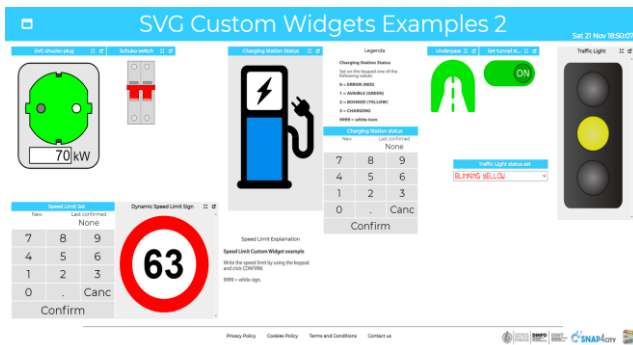 SVG Custom Widgets Examples 2
Sat 21 Nov 18:50:07
SVG shucko plug
Schuko switch
Charging Station Status
Legenda
Underpass
Set tunnel st...
Traffic Light
70 kW
Charging Station Status
Set on the keypad one of the
following values
0 = ERROR (RED)
1 = AVAIBLE (GREEN)
2 = BOOKED (YELLOW)
3 = CHARGING
9999 = white icon
ON
Charging Station status
New
Last confirmed
None
7 8 9
4 5 6
1 2 3
0 . Canc
Confirm
Traffic Light status set
BLINKING YELLOW
Speed Limit Set
New
Last confirmed
None
7 8 9
4 5 6
1 2 3
0 . Canc
Confirm
Dynamic Speed Limit Sign
63
Speed Limit Explanation
Speed Limit Custom Widget example
Write the speed limit by using the keypad
and click CONFIRM.
9999 = white sign.
Privacy Policy
Cookies Policy
Terms and Conditions
Contact us
DINFO
SNAP4CITY